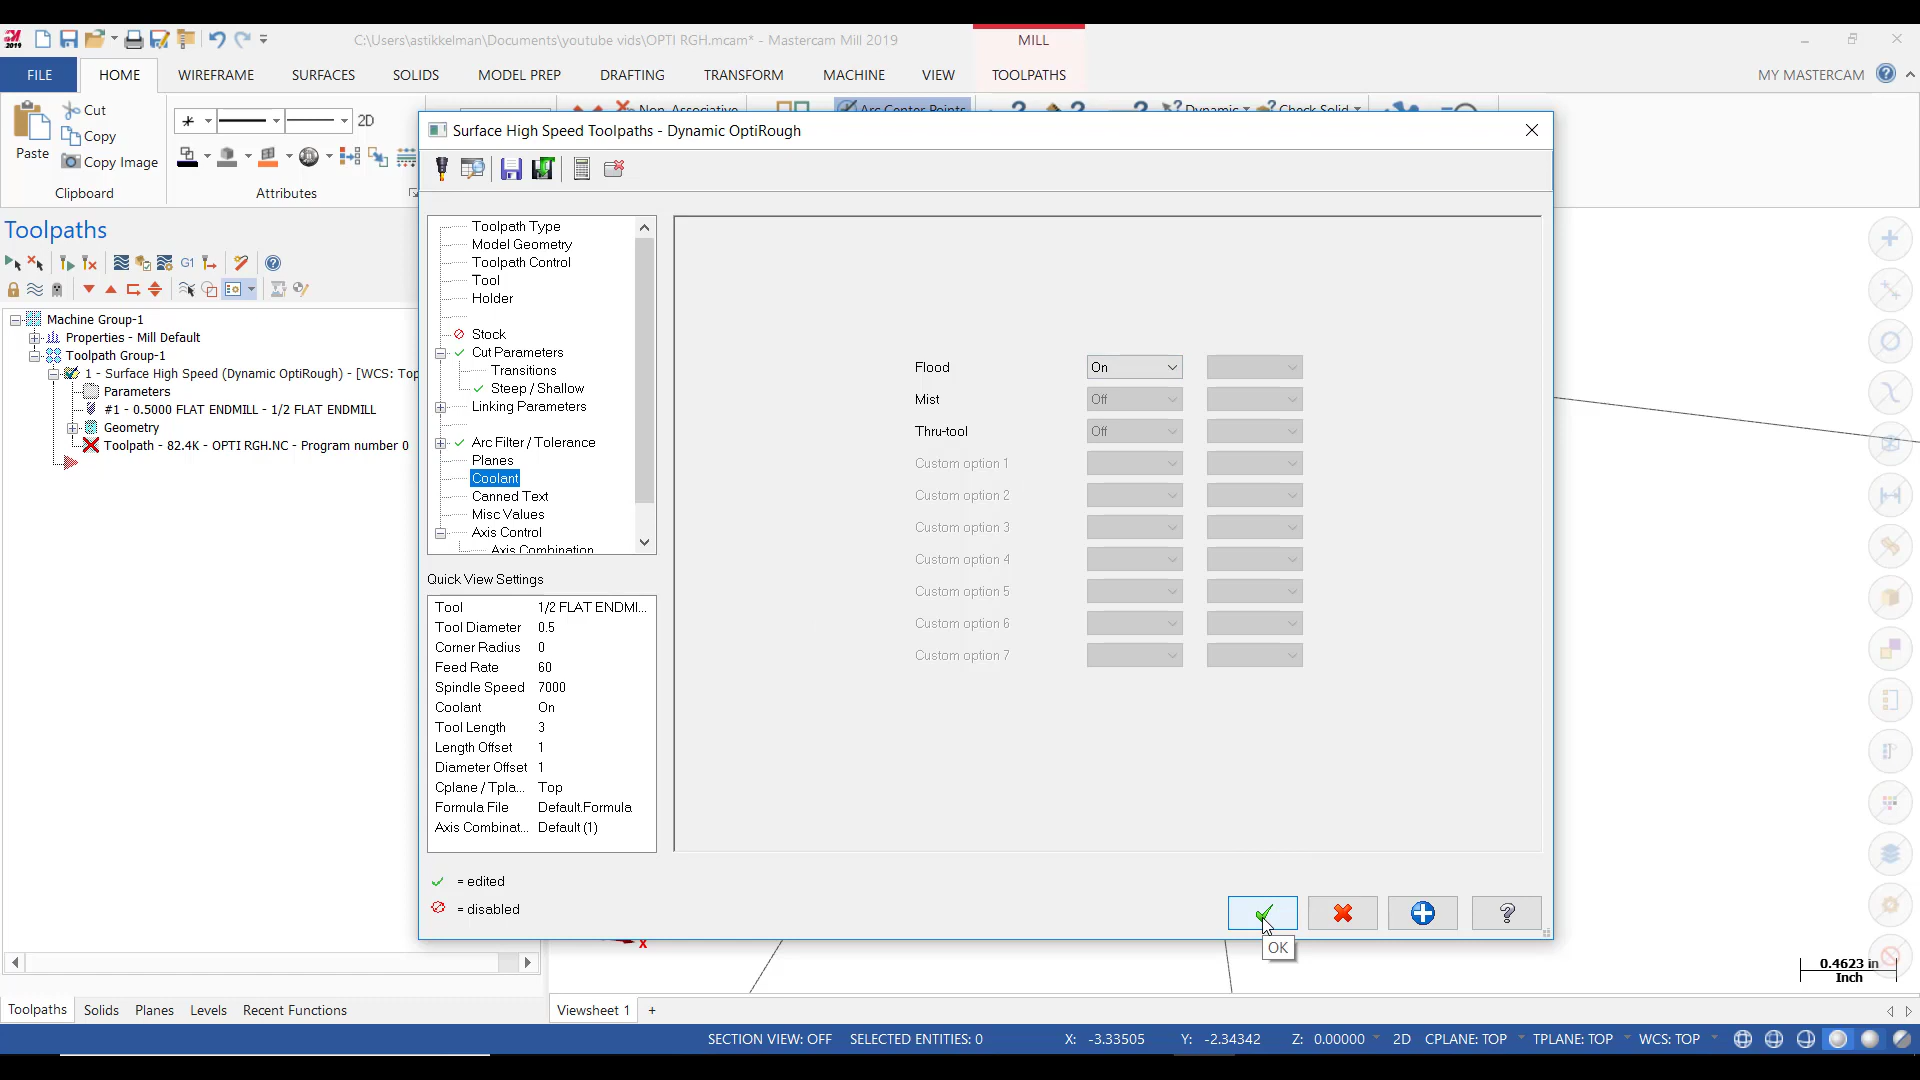 2019
C:\Users\astikkelman\Documents\youtube vids\OPTI RGH.mcam* - Mastercam Mill 2019
MILL
FILE
HOME
WIREFRAME
SURFACES
SOLIDS
MODEL PREP
DRAFTING
TRANSFORM
MACHINE
VIEW
TOOLPATHS
MY MASTERCAM
Paste
Cut
Copy
Copy Image
Clipboard
2D
Attributes
Non-Associative
Arc Center Points
Dynamic
Check Solid
Surface High Speed Toolpaths - Dynamic OptiRough
Toolpaths
G1
Machine Group-1
Properties - Mill Default
Toolpath Group-1
1 - Surface High Speed (Dynamic OptiRough) - [WCS: Top
Parameters
#1 - 0.5000 FLAT ENDMILL - 1/2 FLAT ENDMILL
Geometry
Toolpath - 82.4K - OPTI RGH.NC - Program number 0
Toolpath Type
Model Geometry
Toolpath Control
Tool
Holder
Stock
Cut Parameters
Transitions
Steep / Shallow
Linking Parameters
Arc Filter / Tolerance
Planes
Coolant
Canned Text
Misc Values
Axis Control
Axis Combination
Quick View Settings
Tool 1/2 FLAT ENDMI...
Tool Diameter 0.5
Corner Radius 0
Feed Rate 60
Spindle Speed 7000
Coolant On
Tool Length 3
Length Offset 1
Diameter Offset 1
Cplane / Tpla... Top
Formula File Default.Formula
Axis Combinat... Default (1)
= edited
= disabled
Flood On
Mist Off
Thru-tool Off
Custom option 1
Custom option 2
Custom option 3
Custom option 4
Custom option 5
Custom option 6
Custom option 7
OK
x
0.4623 in
Inch
Toolpaths
Solids
Planes
Levels
Recent Functions
Viewsheet 1
+
SECTION VIEW: OFF
SELECTED ENTITIES: 0
X: -3.33505
Y: -2.34342
Z: 0.00000
2D
CPLANE: TOP
TPLANE: TOP
WCS: TOP